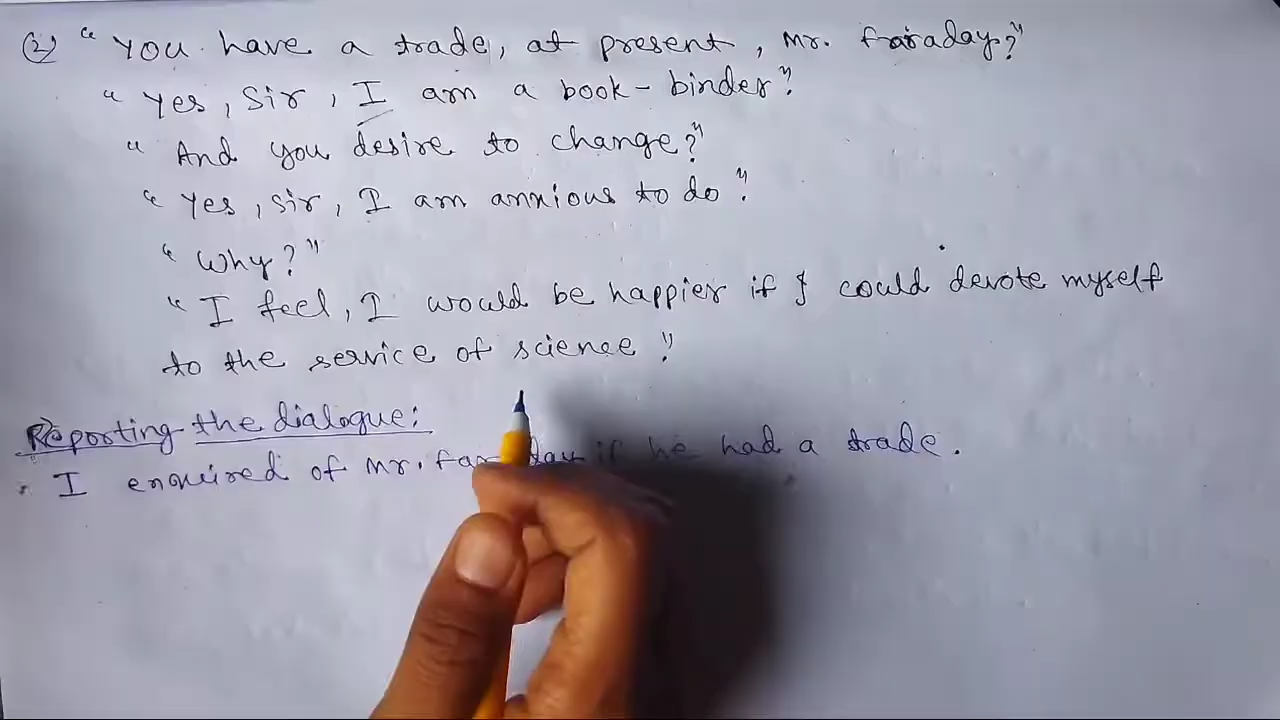 (2) "You have a trade, at present, Mr. Faraday?"
"Yes, Sir, I am a book-binder".
"And you desire to change?"
"Yes, sir, I am anxious to do".
"Why?"
"I feel, I would be happier if I could devote myself
to the service of science".
Reporting the dialogue:
I enquired of Mr. if he had a trade.